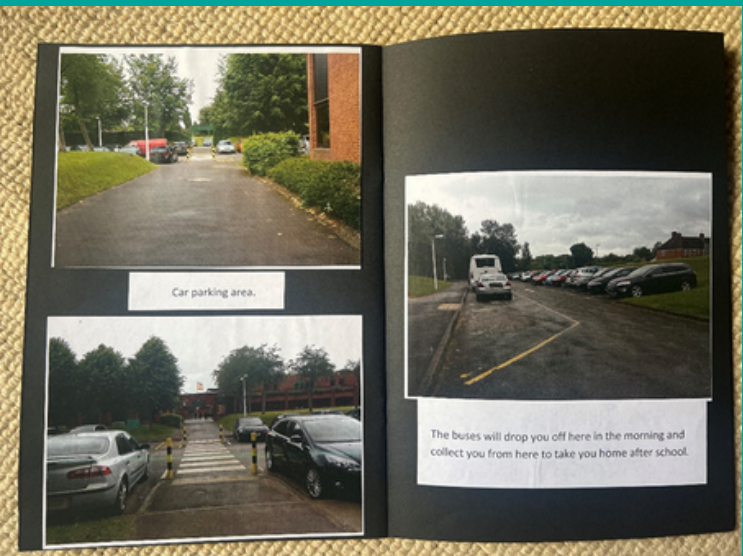 Car parking area.
The buses will drop you off here in the morning and
collect you from here to take you home after school.